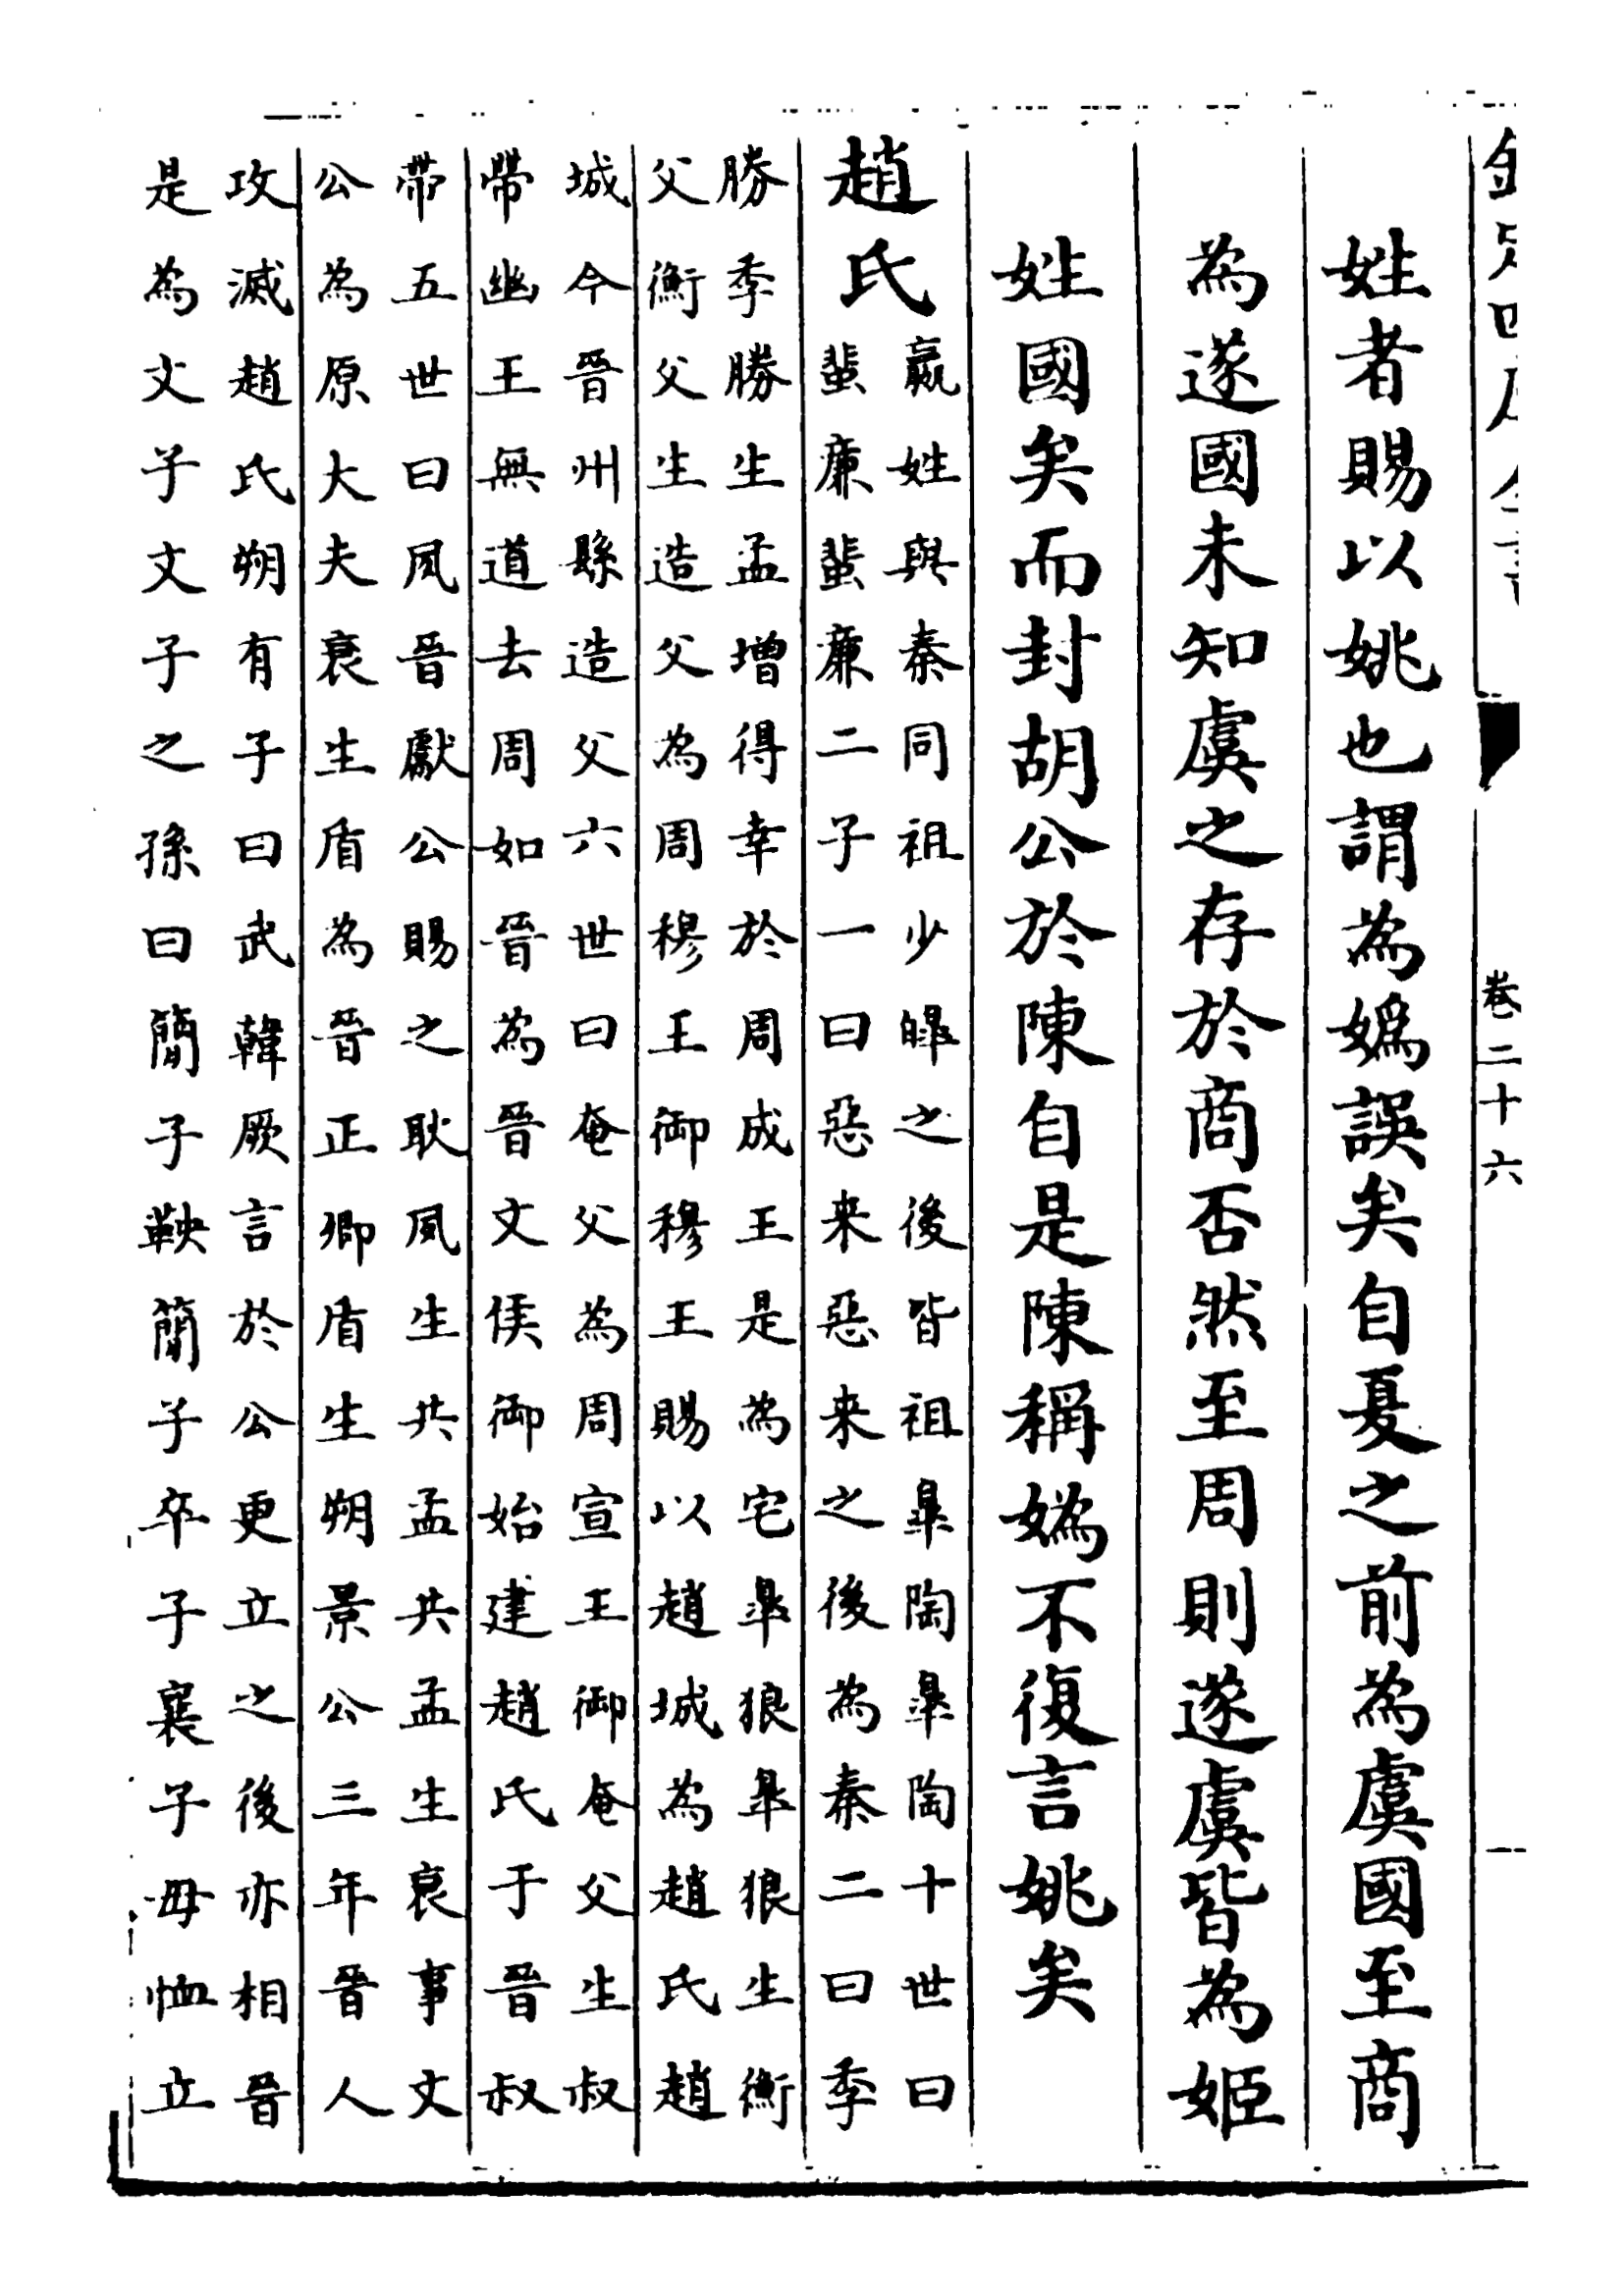 欽定四庫全書
卷二十六
姓者賜以姚也謂為媯誤矣自夏之前為虞國至商
為遂國未知虞之存於商否然至周則遂虞皆為姬
姓國矣而封胡公於陳自是陳稱媯不復言姚矣
趙氏
嬴姓與秦同祖少皥之後皆祖臯陶臯陶十世曰
蜚廉蜚廉二子一曰惡来惡来之後為秦二曰季
勝季勝生孟增得幸於周成王是為宅臯狼臯狼生衡
父衡父生造父造父為周穆王御穆王賜以趙城為趙氏趙
城今晉州縣造父六世曰奄父為周宣王御奄父生叔
帶幽王無道去周如晉為晉文侯御始建趙氏于晉叔
帶五世曰夙晉獻公賜之耿夙生共孟共孟生衰事文
公為原大夫衰生盾為晉正卿盾生朔景公三年晉人
攻滅趙氏朔有子曰武韓厥言於公更立之後亦相晉
是為文子文子之孫曰簡子鞅簡子卒子襄子毋恤立